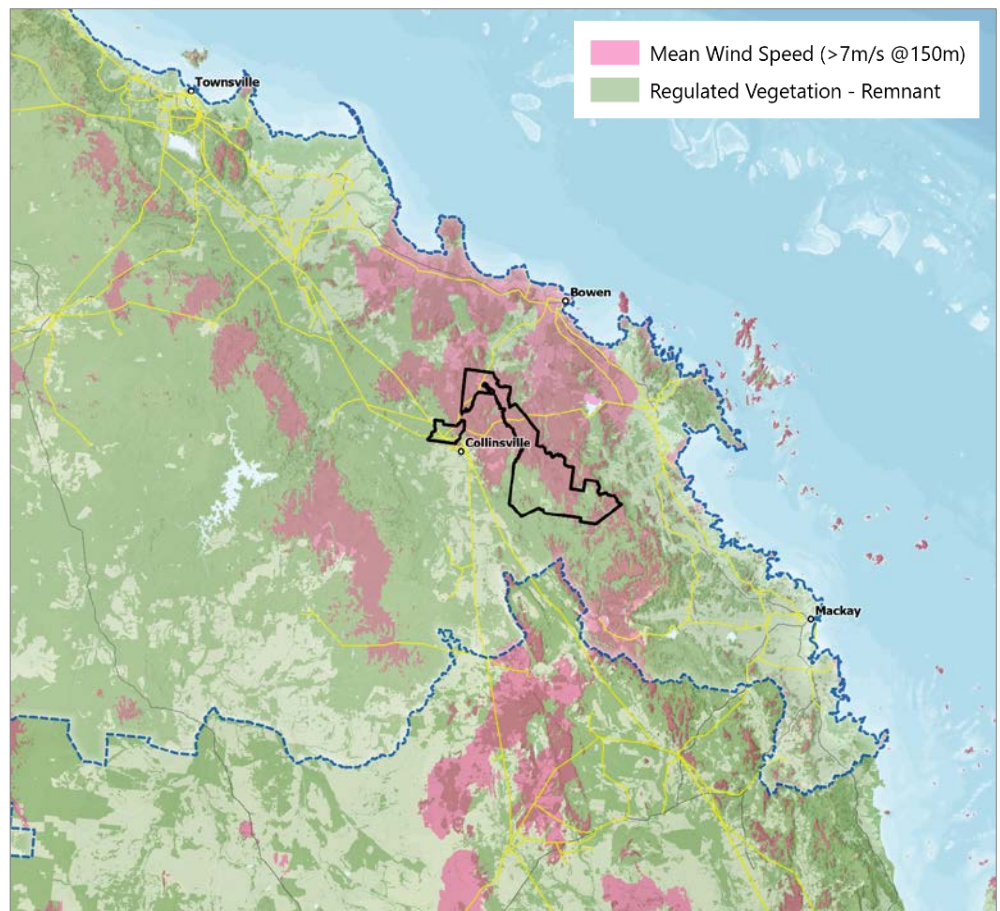 Mean Wind Speed (>7m/s @150m)
Regulated Vegetation - Remnant
Townsville
Bowen
Collinsville
Mackay